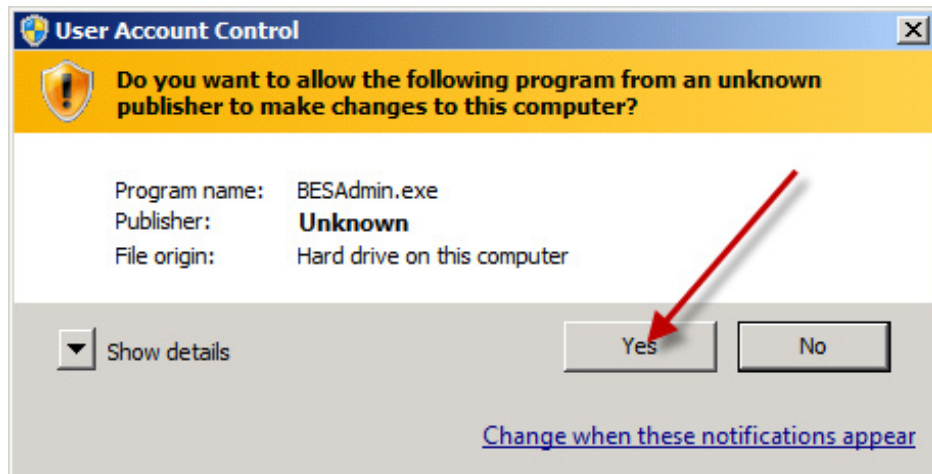 User Account Control
Do you want to allow the following program from an unknown
publisher to make changes to this computer?
Program name: BESAdmin.exe
Publisher: Unknown
File origin: Hard drive on this computer
Show details
Yes
No
Change when these notifications appear